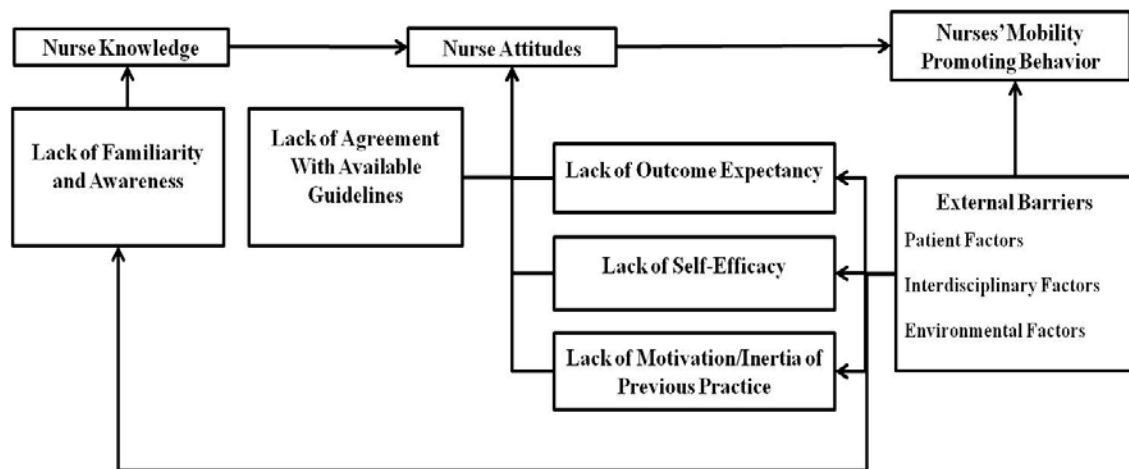 Nurse Knowledge
Nurse Attitudes
Nurses' Mobility
Promoting Behavior
Lack of Familiarity
and Awareness
Lack of Agreement
With Available
Guidelines
Lack of Outcome Expectancy
Lack of Self-Efficacy
Lack of Motivation/Inertia of
Previous Practice
External Barriers
Patient Factors
Interdisciplinary Factors
Environmental Factors